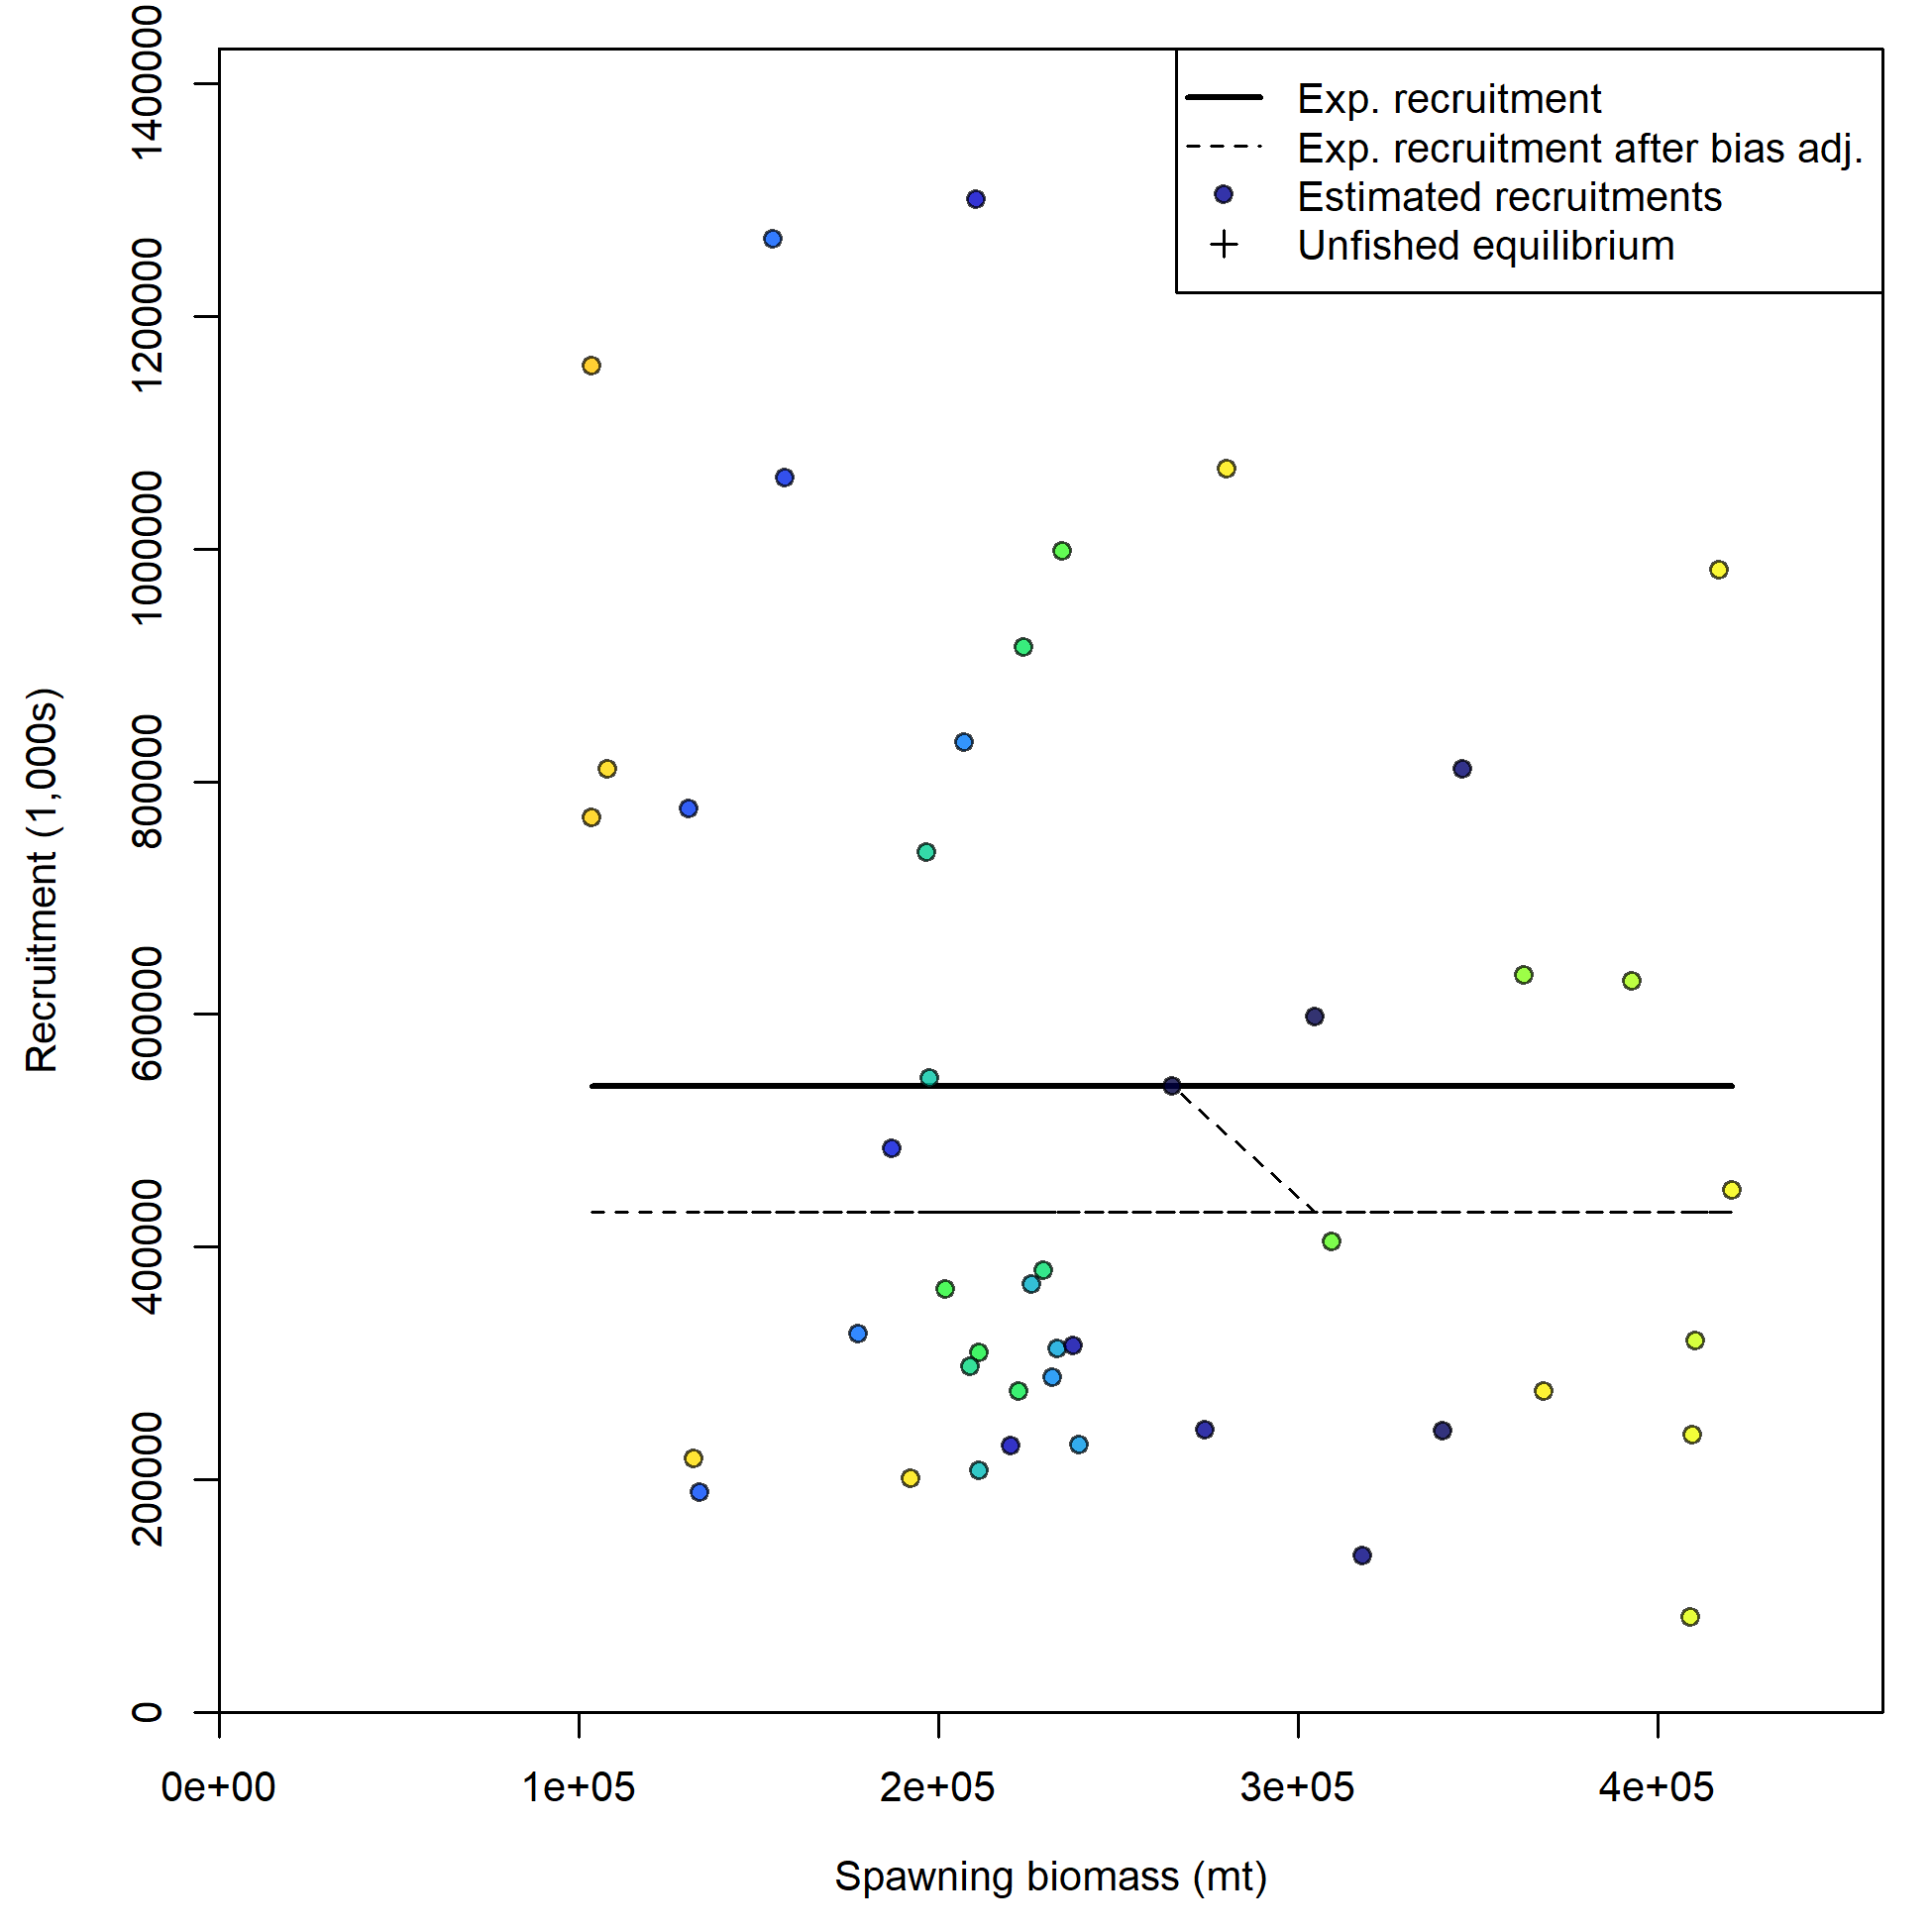 Exp. recruitment
Exp. recruitment after bias adj.
Estimated recruitments
Unfished equilibrium
1400000
1200000
1000000
800000
600000
400000
200000
0
Recruitment (1,000s)
0e+00 1e+05 2e+05 3e+05 4e+05
Spawning biomass (mt)